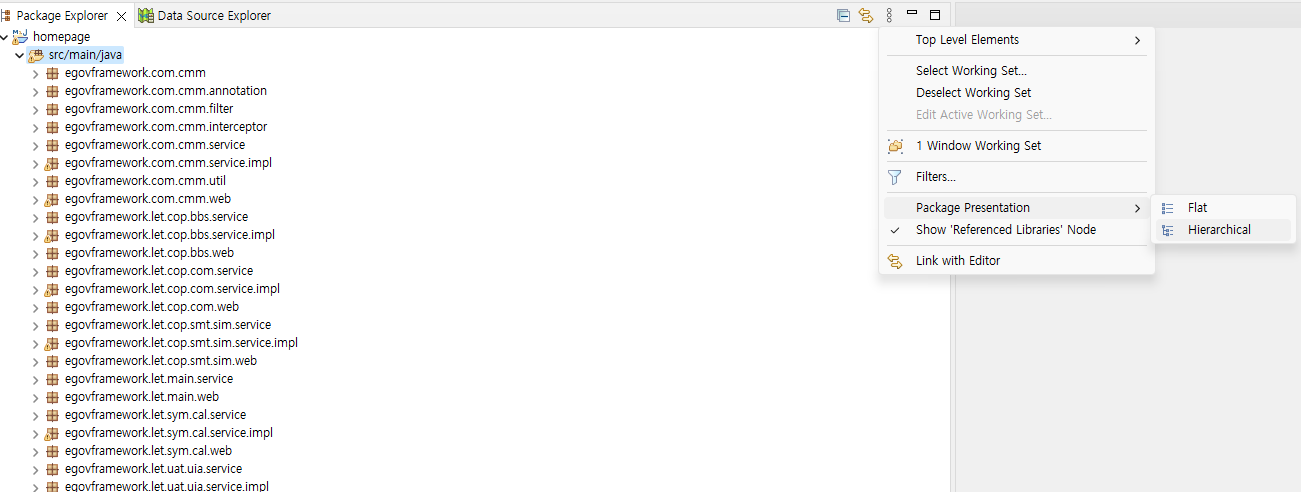 Package Explorer
Data Source Explorer
homepage
src/main/java
egovframework.com.cmm
egovframework.com.cmm.annotation
egovframework.com.cmm.filter
egovframework.com.cmm.interceptor
egovframework.com.cmm.service
egovframework.com.cmm.service.impl
egovframework.com.cmm.util
egovframework.com.cmm.web
egovframework.let.cop.bbs.service
egovframework.let.cop.bbs.service.impl
egovframework.let.cop.bbs.web
egovframework.let.cop.com.service
egovframework.let.cop.com.service.impl
egovframework.let.cop.com.web
egovframework.let.cop.smt.sim.service
egovframework.let.cop.smt.sim.service.impl
egovframework.let.cop.smt.sim.web
egovframework.let.main.service
egovframework.let.main.web
egovframework.let.sym.cal.service
egovframework.let.sym.cal.service.impl
egovframework.let.sym.cal.web
egovframework.let.uat.uia.service
egovframework.let.uat.uia.service.impl
Top Level Elements
Select Working Set...
Deselect Working Set
Edit Active Working Set...
1 Window Working Set
Filters...
Package Presentation
Show 'Referenced Libraries' Node
Link with Editor
Flat
Hierarchical